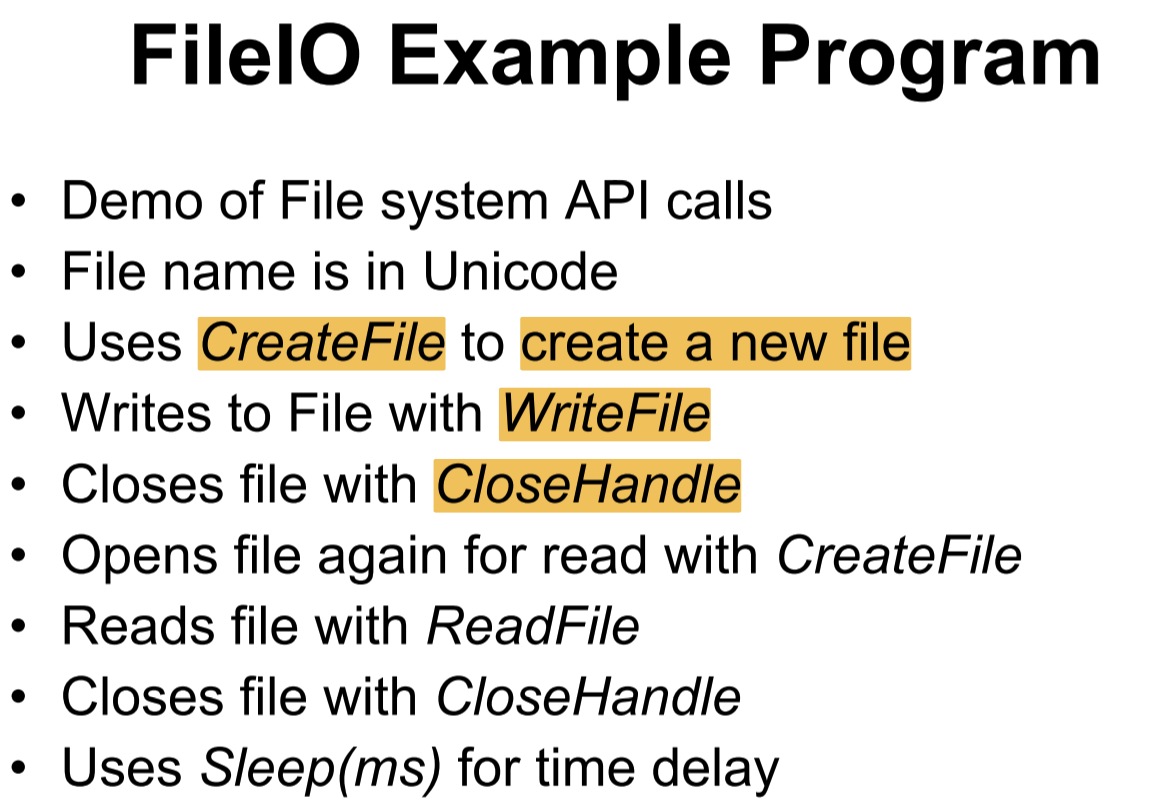 FileIO Example Program
• Demo of File system API calls
• File name is in Unicode
• Uses CreateFile to create a new file
• Writes to File with WriteFile
• Closes file with CloseHandle
• Opens file again for read with CreateFile
• Reads file with ReadFile
• Closes file with CloseHandle
• Uses Sleep(ms) for time delay